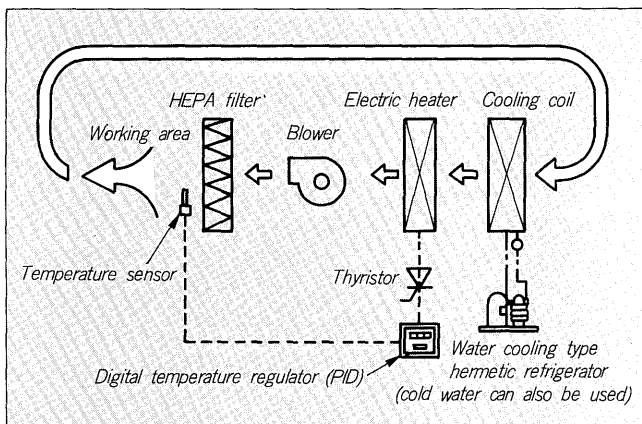 HEPA filter
Electric heater
Cooling coil
Working area
Blower
Temperature sensor
Thyristor
Digital temperature regulator (PID)
Water cooling type
hermetic refrigerator
(cold water can also be used)